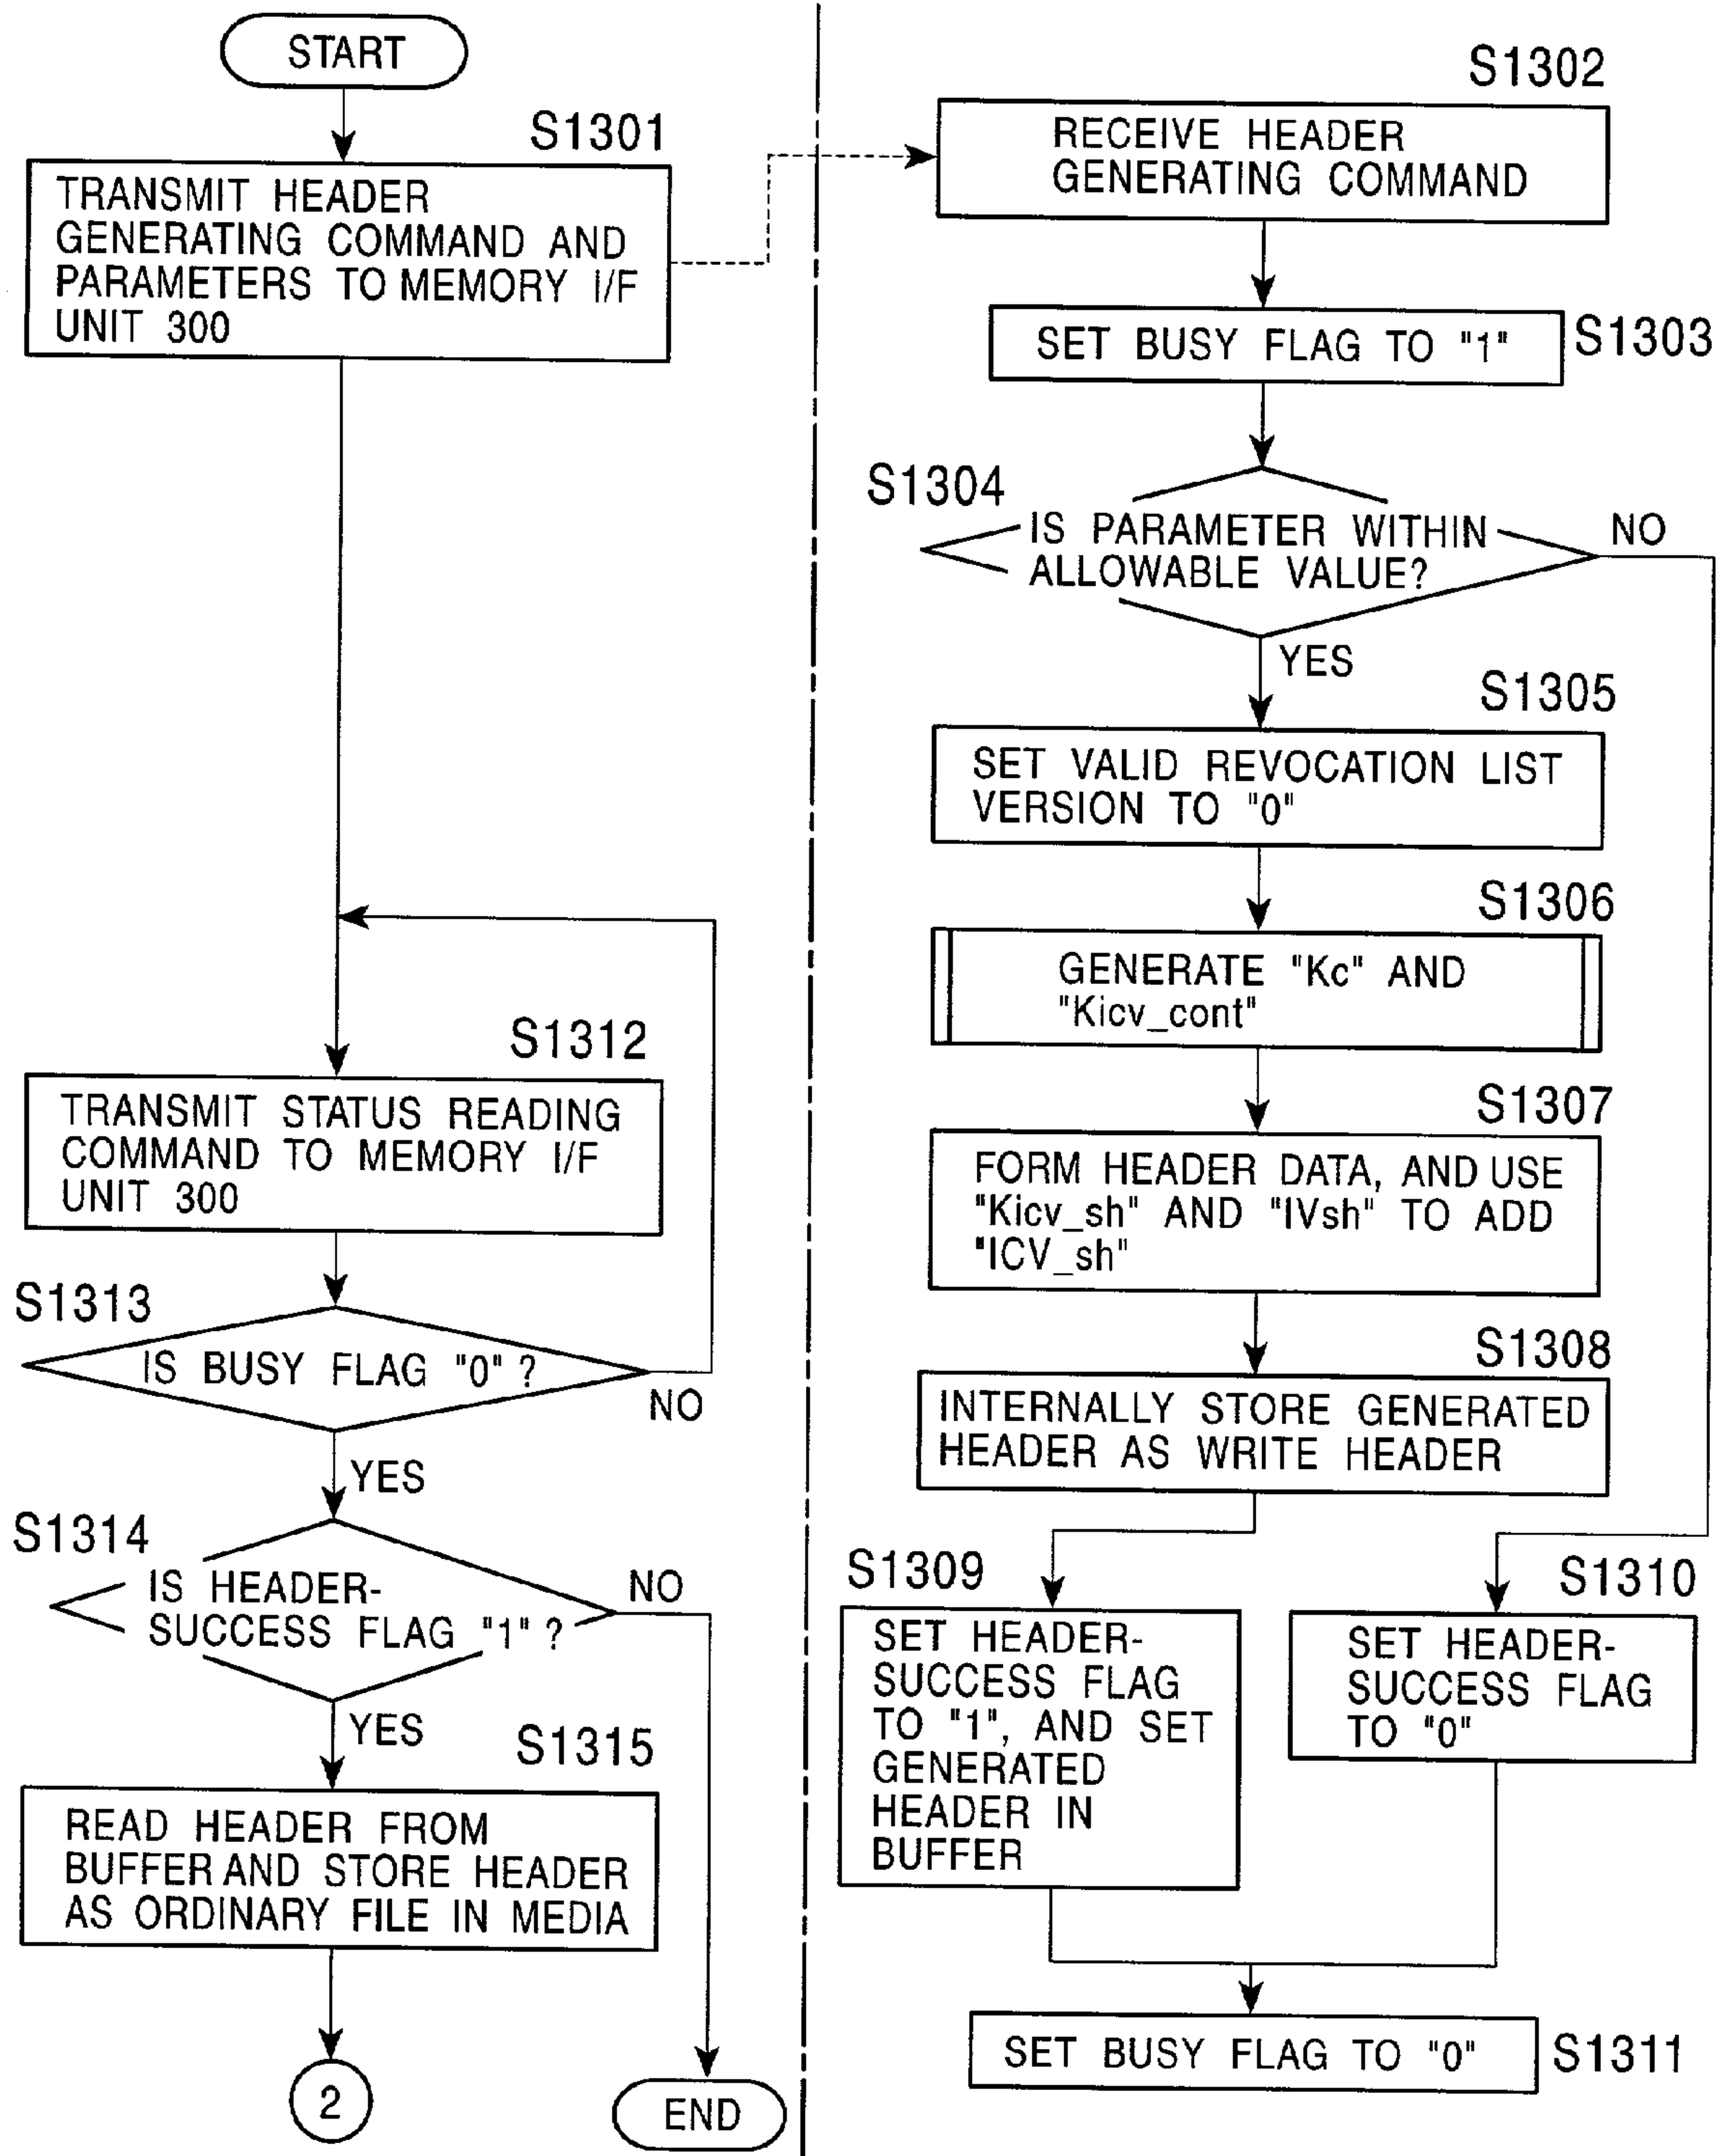 START
S1301
TRANSMIT HEADER
GENERATING COMMAND AND
PARAMETERS TO MEMORY I/F
UNIT 300
S1312
TRANSMIT STATUS READING
COMMAND TO MEMORY I/F
UNIT 300
S1313
IS BUSY FLAG "0" ?
NO
YES
S1314
IS HEADER-
SUCCESS FLAG "1" ?
NO
YES
S1315
READ HEADER FROM
BUFFER AND STORE HEADER
AS ORDINARY FILE IN MEDIA
2
END
S1302
RECEIVE HEADER
GENERATING COMMAND
SET BUSY FLAG TO "1"
S1303
S1304
IS PARAMETER WITHIN
ALLOWABLE VALUE?
NO
YES
S1305
SET VALID REVOCATION LIST
VERSION TO "0"
S1306
GENERATE "Kc" AND
"Kicv_cont"
S1307
FORM HEADER DATA, AND USE
"Kicv_sh" AND "IVsh" TO ADD
"ICV_sh"
S1308
INTERNALLY STORE GENERATED
HEADER AS WRITE HEADER
S1309
SET HEADER-
SUCCESS FLAG
TO "1", AND SET
GENERATED
HEADER IN
BUFFER
S1310
SET HEADER-
SUCCESS FLAG
TO "0"
SET BUSY FLAG TO "0"
S1311